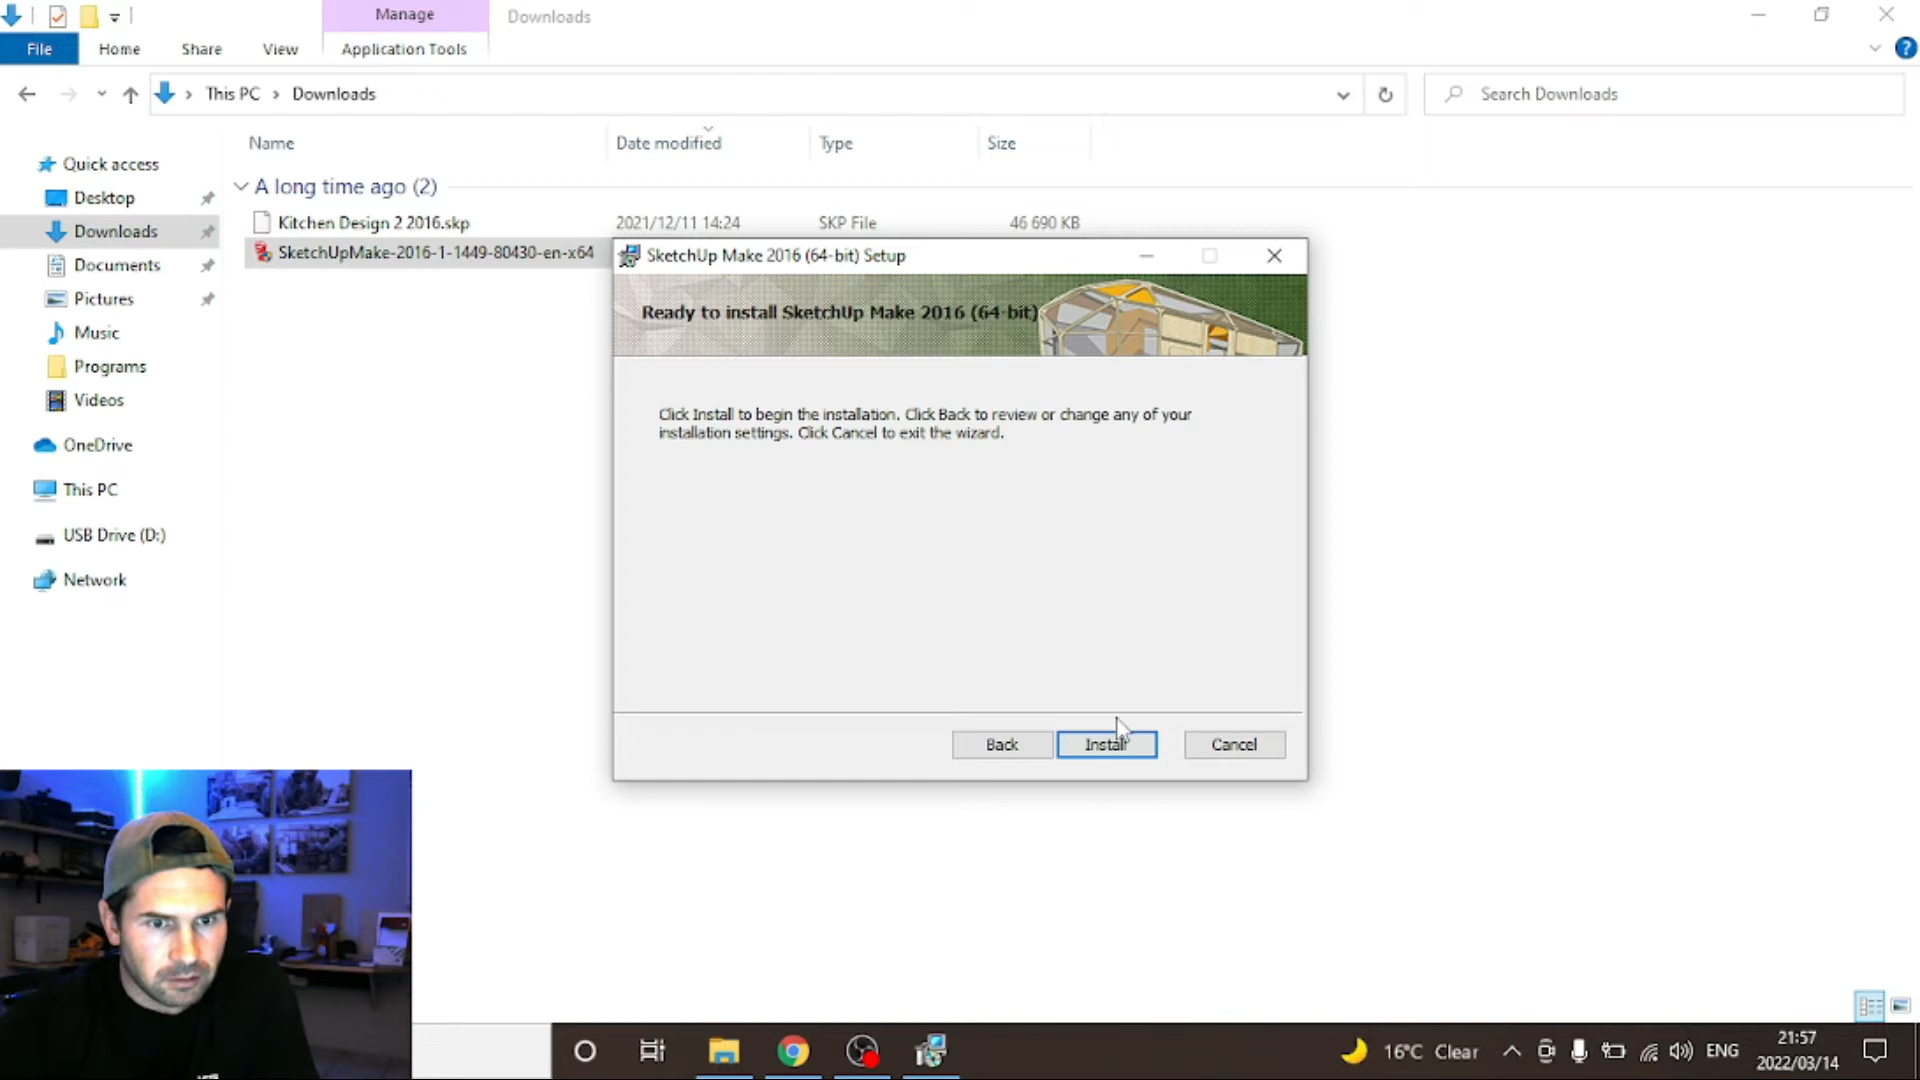 Manage
Downloads
File
Home
Share
View
Application Tools
This PC
Downloads
Search Downloads
Name
Date modified
Type
Size
Quick access
Desktop
Downloads
Documents
Pictures
Music
Programs
Videos
OneDrive
This PC
USB Drive (D:)
Network
A long time ago (2)
Kitchen Design 2 2016.skp
2021/12/11 14:24
SKP File
46 690 KB
SketchUpMake-2016-1-1449-80430-en-x64
SketchUp Make 2016 (64-bit) Setup
Ready to install SketchUp Make 2016 (64-bit)
Click Install to begin the installation. Click Back to review or change any of your
installation settings. Click Cancel to exit the wizard.
Back
Install
Cancel
16°C Clear
ENG
21:57
2022/03/14